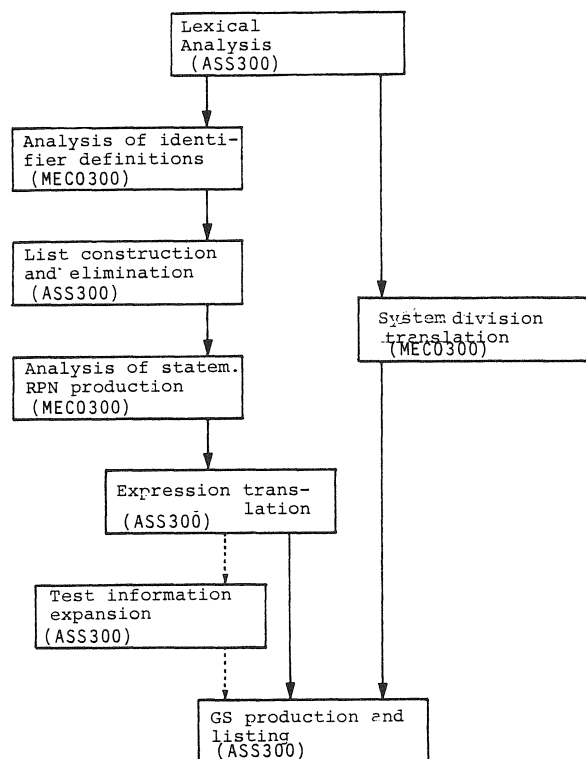 Lexical
Analysis
(ASS300)
Analysis of identi-
fier definitions
(MECO300)
List construction
and elimination
(ASS300)
System division
translation
(MECO300)
Analysis of statem.
RPN production
(MECO300)
Expression trans-
lation
(ASS300)
Test information
expansion
(ASS300)
GS production and
listing
(ASS300)